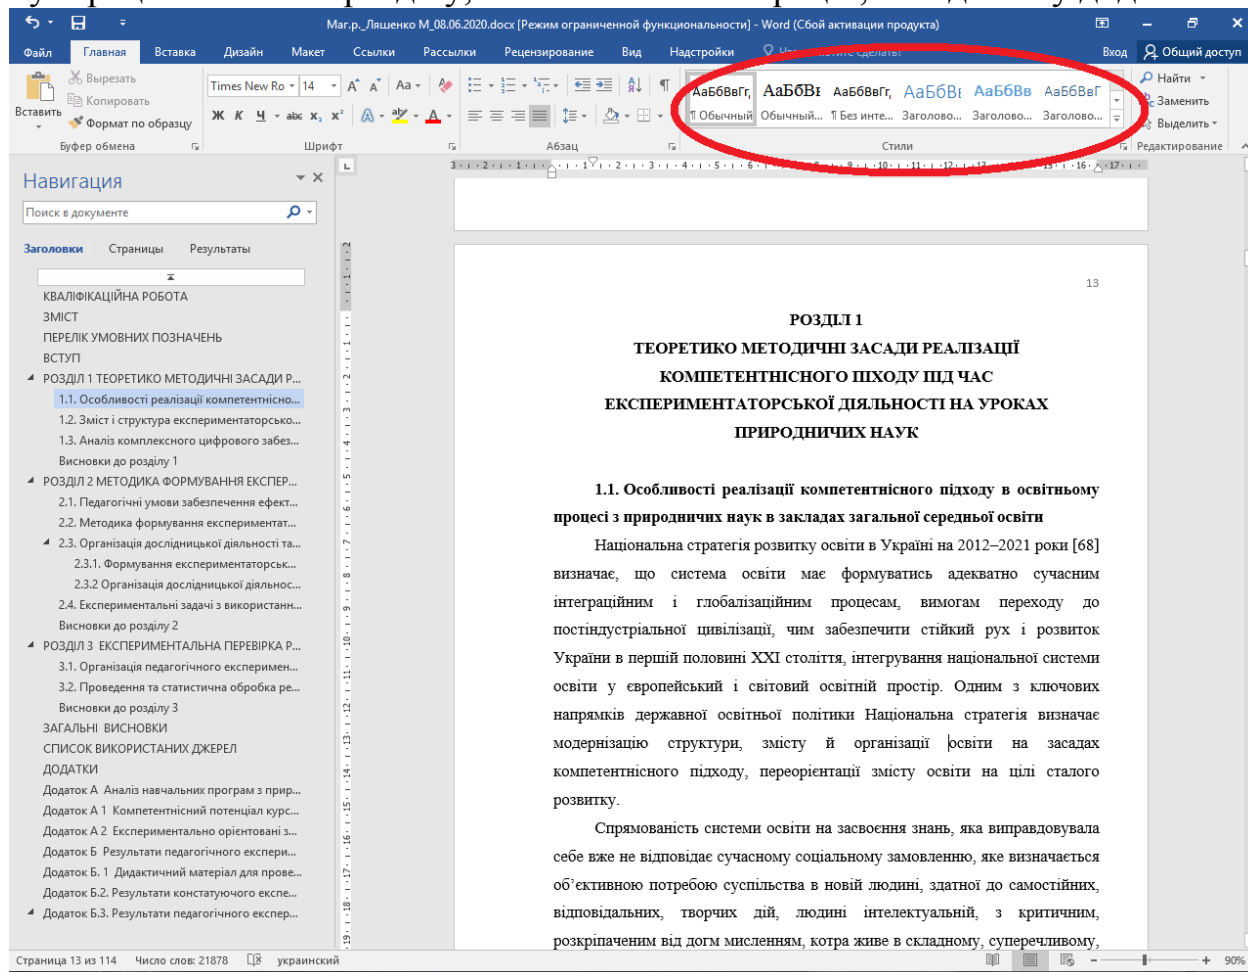 Маг.р._Ляшенко М_08.06.2020.docx [Режим ограниченной функциональности] - Word (Сбой активации продукта)
Файл Главная Вставка Дизайн Макет Ссылки Рассылки Рецензирование Вид Надстройки Вход Общий доступ
Вставить
Вырезать
Копировать
Формат по образцу
Буфер обмена
Times New Ro 14
Ж К Ч abc x₂ x²
Шрифт
Абзац
АаБбВвГг, АаБбВі АаБбВвГг, АаБбВі АаБбВв АаБбВвГ
¶ Обычный Обычный... ¶ Без инте... Заголово... Заголово... Заголово...
Стили
Найти
Заменить
Выделить
Редактирование
Навигация
Поиск в документе
Заголовки Страницы Результаты
КВАЛІФІКАЦІЙНА РОБОТА
ЗМІСТ
ПЕРЕЛІК УМОВНИХ ПОЗНАЧЕНЬ
ВСТУП
РОЗДІЛ 1 ТЕОРЕТИКО МЕТОДИЧНІ ЗАСАДИ Р...
1.1. Особливості реалізації компетентнісно...
1.2. Зміст і структура експериментаторсько...
1.3. Аналіз комплексного цифрового забез...
Висновки до розділу 1
РОЗДІЛ 2 МЕТОДИКА ФОРМУВАННЯ ЕКСПЕР...
2.1. Педагогічні умови забезпечення ефект...
2.2. Методика формування експериментат...
2.3. Організація дослідницької діяльності та...
2.3.1. Формування експериментаторськ...
2.3.2 Організація дослідницької діяльнос...
2.4. Експериментальні задачі з використанн...
Висновки до розділу 2
РОЗДІЛ 3 ЕКСПЕРИМЕНТАЛЬНА ПЕРЕВІРКА Р...
3.1. Організація педагогічного експеримен...
3.2. Проведення та статистична обробка ре...
Висновки до розділу 3
ЗАГАЛЬНІ ВИСНОВКИ
СПИСОК ВИКОРИСТАНИХ ДЖЕРЕЛ
ДОДАТКИ
Додаток А Аналіз навчальних програм з прир...
Додаток А 1 Компетентнісний потенціал курс...
Додаток А 2 Експериментально орієнтовані з...
Додаток Б Результати педагогічного експери...
Додаток Б. 1 Дидактичний матеріал для прове...
Додаток Б.2. Результати констатуючого експе...
Додаток Б.3. Результати педагогічного експер...
13
РОЗДІЛ 1
ТЕОРЕТИКО МЕТОДИЧНІ ЗАСАДИ РЕАЛІЗАЦІЇ
КОМПЕТЕНТНІСНОГО ПІХОДУ ПІД ЧАС
ЕКСПЕРИМЕНТАТОРСЬКОЇ ДІЯЛЬНОСТІ НА УРОКАХ
ПРИРОДНИЧИХ НАУК
1.1. Особливості реалізації компетентнісного підходу в освітньому
процесі з природничих наук в закладах загальної середньої освіти
Національна стратегія розвитку освіти в Україні на 2012–2021 роки [68]
визначає, що система освіти має формуватись адекватно сучасним
інтеграційним і глобалізаційним процесам, вимогам переходу до
постіндустріальної цивілізації, чим забезпечити стійкий рух і розвиток
України в першій половині XXI століття, інтегрування національної системи
освіти у європейський і світовий освітній простір. Одним з ключових
напрямків державної освітньої політики Національна стратегія визначає
модернізацію структури, змісту й організації освіти на засадах
компетентнісного підходу, переорієнтації змісту освіти на цілі сталого
розвитку.
Спрямованість системи освіти на засвоєння знань, яка виправдовувала
себе вже не відповідає сучасному соціальному замовленню, яке визначається
об’єктивною потребою суспільства в новій людині, здатної до самостійних,
відповідальних, творчих дій, людині інтелектуальній, з критичним,
розкріпаченим від догм мисленням, котра живе в складному, суперечливому,
Страница 13 из 114 Число слов: 21878 украинский 90%